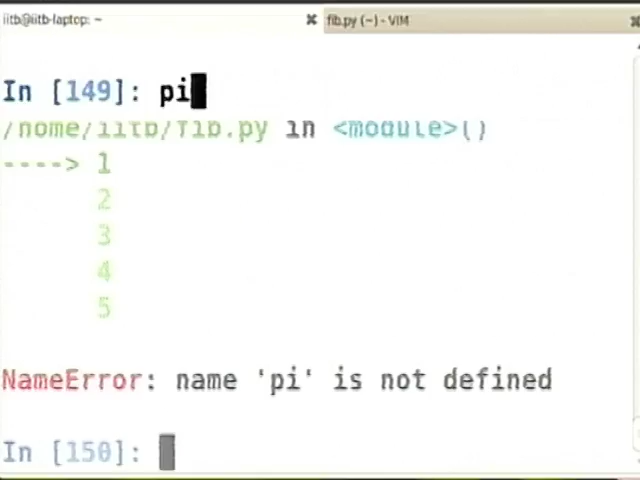 iitb@iitb-laptop: ~ ✖ fib.py (~) - VIM
In [149]: pi
/home/iitb/fib.py in <module>()
----> 1
2
3
4
5
NameError: name 'pi' is not defined
In [150]: